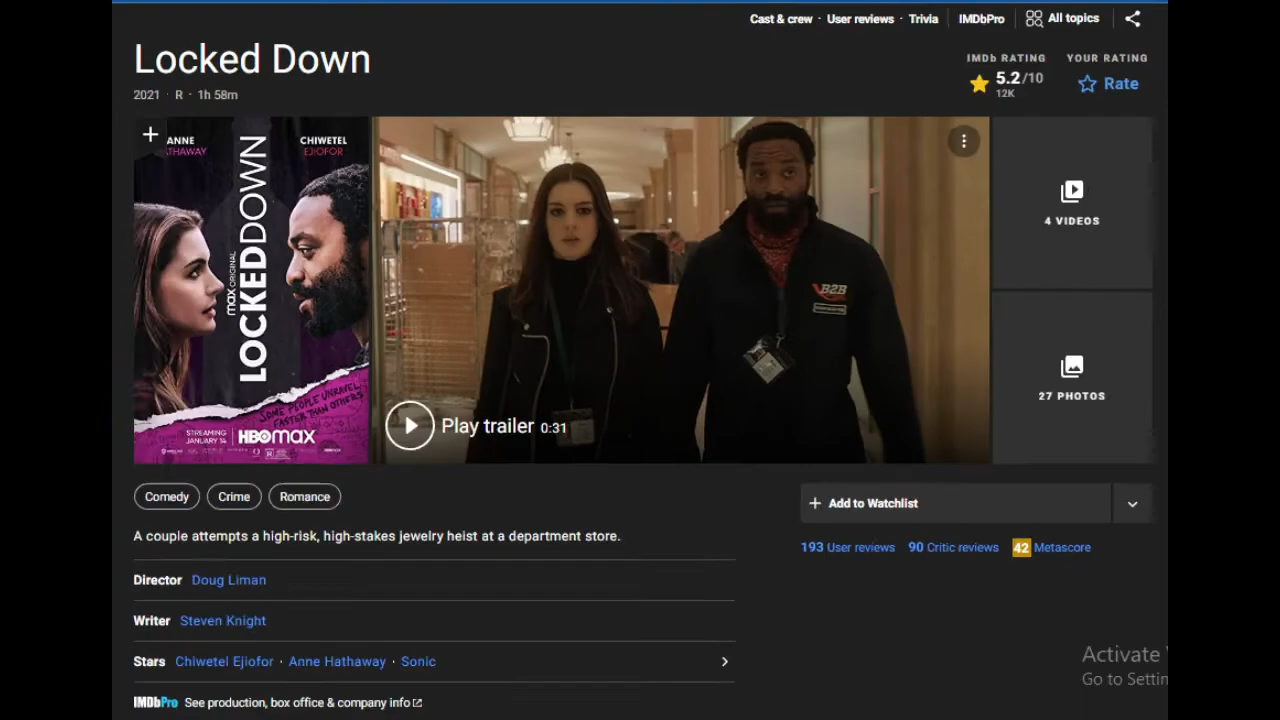 Cast & crew · User reviews · Trivia IMDbPro All topics
Locked Down
IMDb RATING YOUR RATING
5.2/10 Rate
12K
2021 · R · 1h 58m
ANNE
HATHAWAY
CHIWETEL
EJIOFOR
max ORIGINAL
LOCKEDDOWN
SOME PEOPLE UNRAVEL
FASTER THAN OTHERS
STREAMING
JANUARY 14
HBOmax
B2B
Play trailer 0:31
4 VIDEOS
27 PHOTOS
Comedy Crime Romance
+ Add to Watchlist
A couple attempts a high-risk, high-stakes jewelry heist at a department store.
193 User reviews 90 Critic reviews 42 Metascore
Director Doug Liman
Writer Steven Knight
Stars Chiwetel Ejiofor · Anne Hathaway · Sonic
IMDbPro See production, box office & company info
Activate
Go to Settin